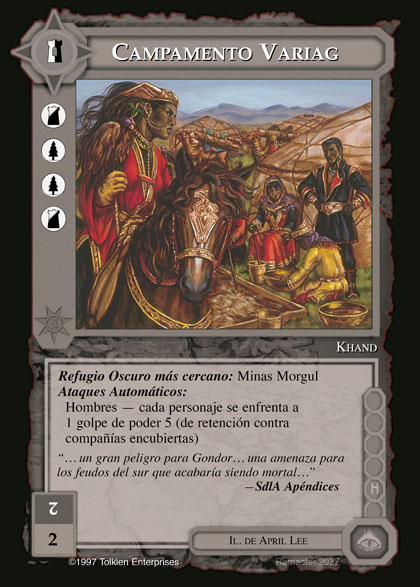 Campamento Variag
Khand
Refugio Oscuro más cercano: Minas Morgul
Ataques Automáticos:
Hombres — cada personaje se enfrenta a
1 golpe de poder 5 (de retención contra
compañías encubiertas)
“…un gran peligro para Gondor…una amenaza para
los feudos del sur que acabaría siendo mortal…”
—SdlA Apéndices
H
2
2
Il. de April Lee
©1997 Tolkien Enterprises
Remaster 2022